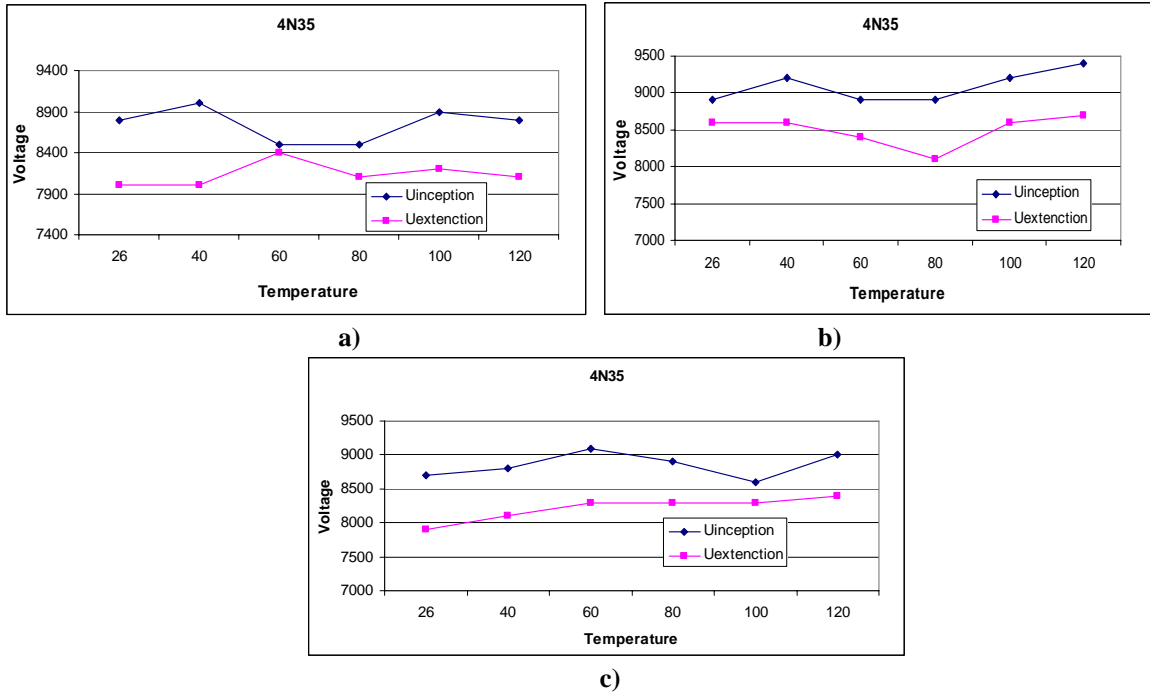 4N35
9400
8900
8400
7900
7400
Voltage
26 40 60 80 100 120
Temperature
Uinception
Uextenction
a)
4N35
9500
9000
8500
8000
7500
7000
Voltage
26 40 60 80 100 120
Temperature
Uinception
Uextenction
b)
4N35
9500
9000
8500
8000
7500
7000
Voltage
26 40 60 80 100 120
Temperature
Uinception
Uextenction
c)